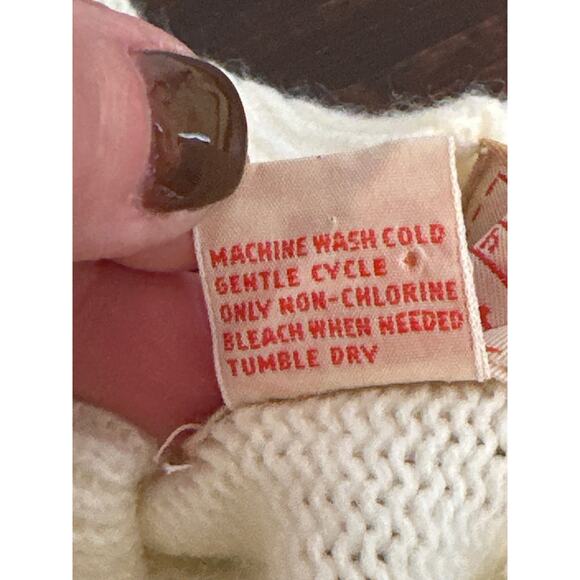 MACHINE WASH COLD
GENTLE CYCLE
ONLY NON-CHLORINE
BLEACH WHEN NEEDED
TUMBLE DRY